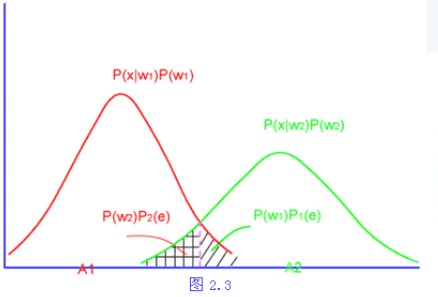 P(x|w₁)P(w₁)
P(x|w₂)P(w₂)
P(w₂)P₂(e)
P(w₁)P₁(e)
A1
A2
图 2.3